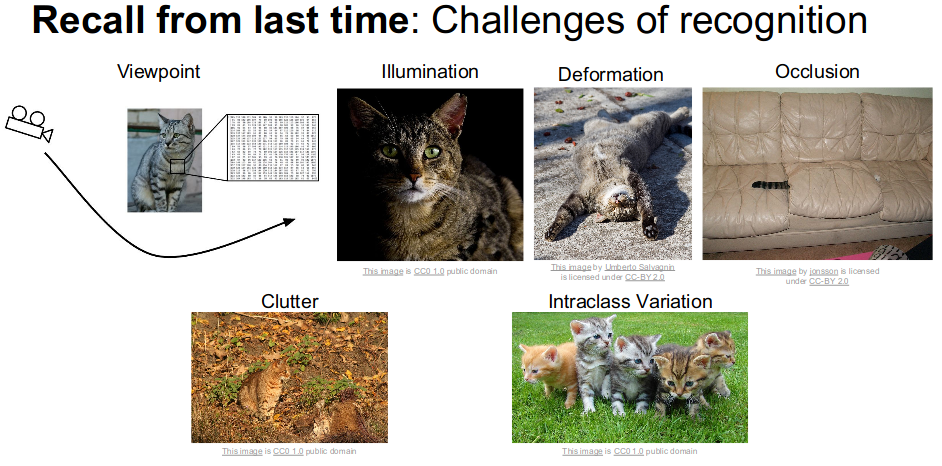 Recall from last time: Challenges of recognition
Viewpoint
Illumination
Deformation
Occlusion
This image is CC0 1.0 public domain
This image by Umberto Salvagnin
is licensed under CC-BY 2.0
This image by jonsson is licensed
under CC-BY 2.0
Clutter
Intraclass Variation
This image is CC0 1.0 public domain
This image is CC0 1.0 public domain